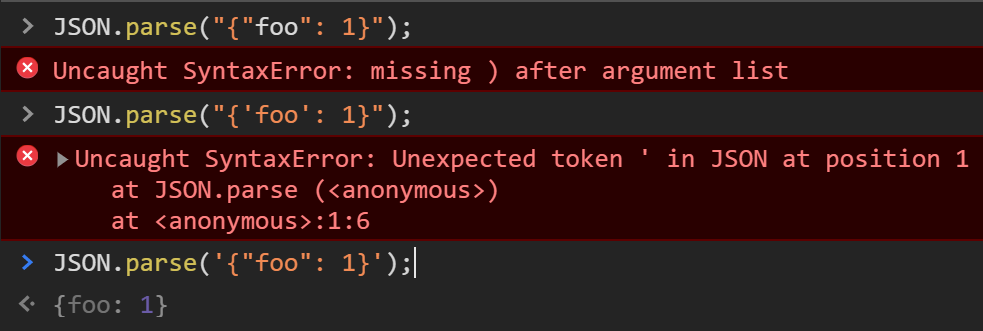 > JSON.parse("{"foo": 1}");
Uncaught SyntaxError: missing ) after argument list
> JSON.parse("{'foo': 1}");
▶Uncaught SyntaxError: Unexpected token ' in JSON at position 1
at JSON.parse (<anonymous>)
at <anonymous>:1:6
> JSON.parse('{"foo": 1}');
{foo: 1}